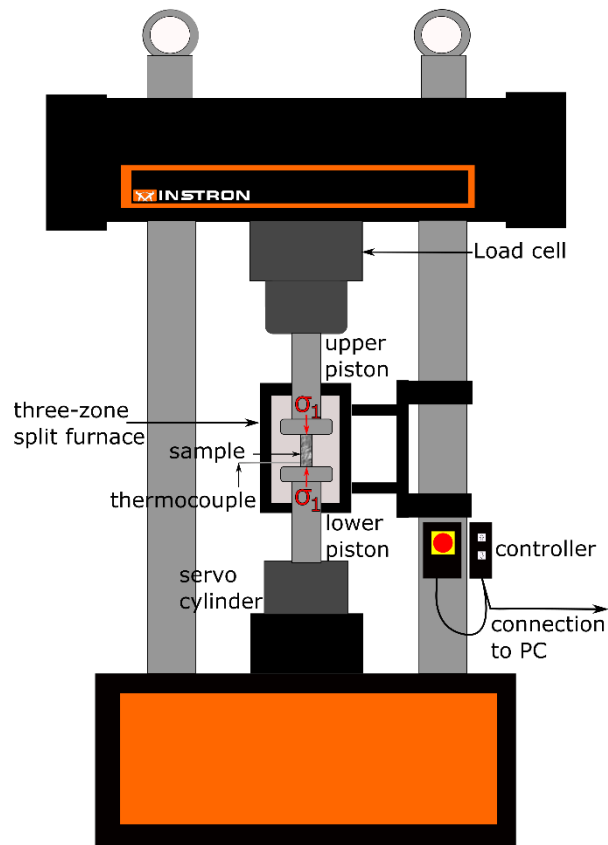 INSTRON
Load cell
upper
piston
σ1
three-zone
split furnace
sample
thermocouple
σ1
lower
piston
servo
cylinder
controller
connection
to PC